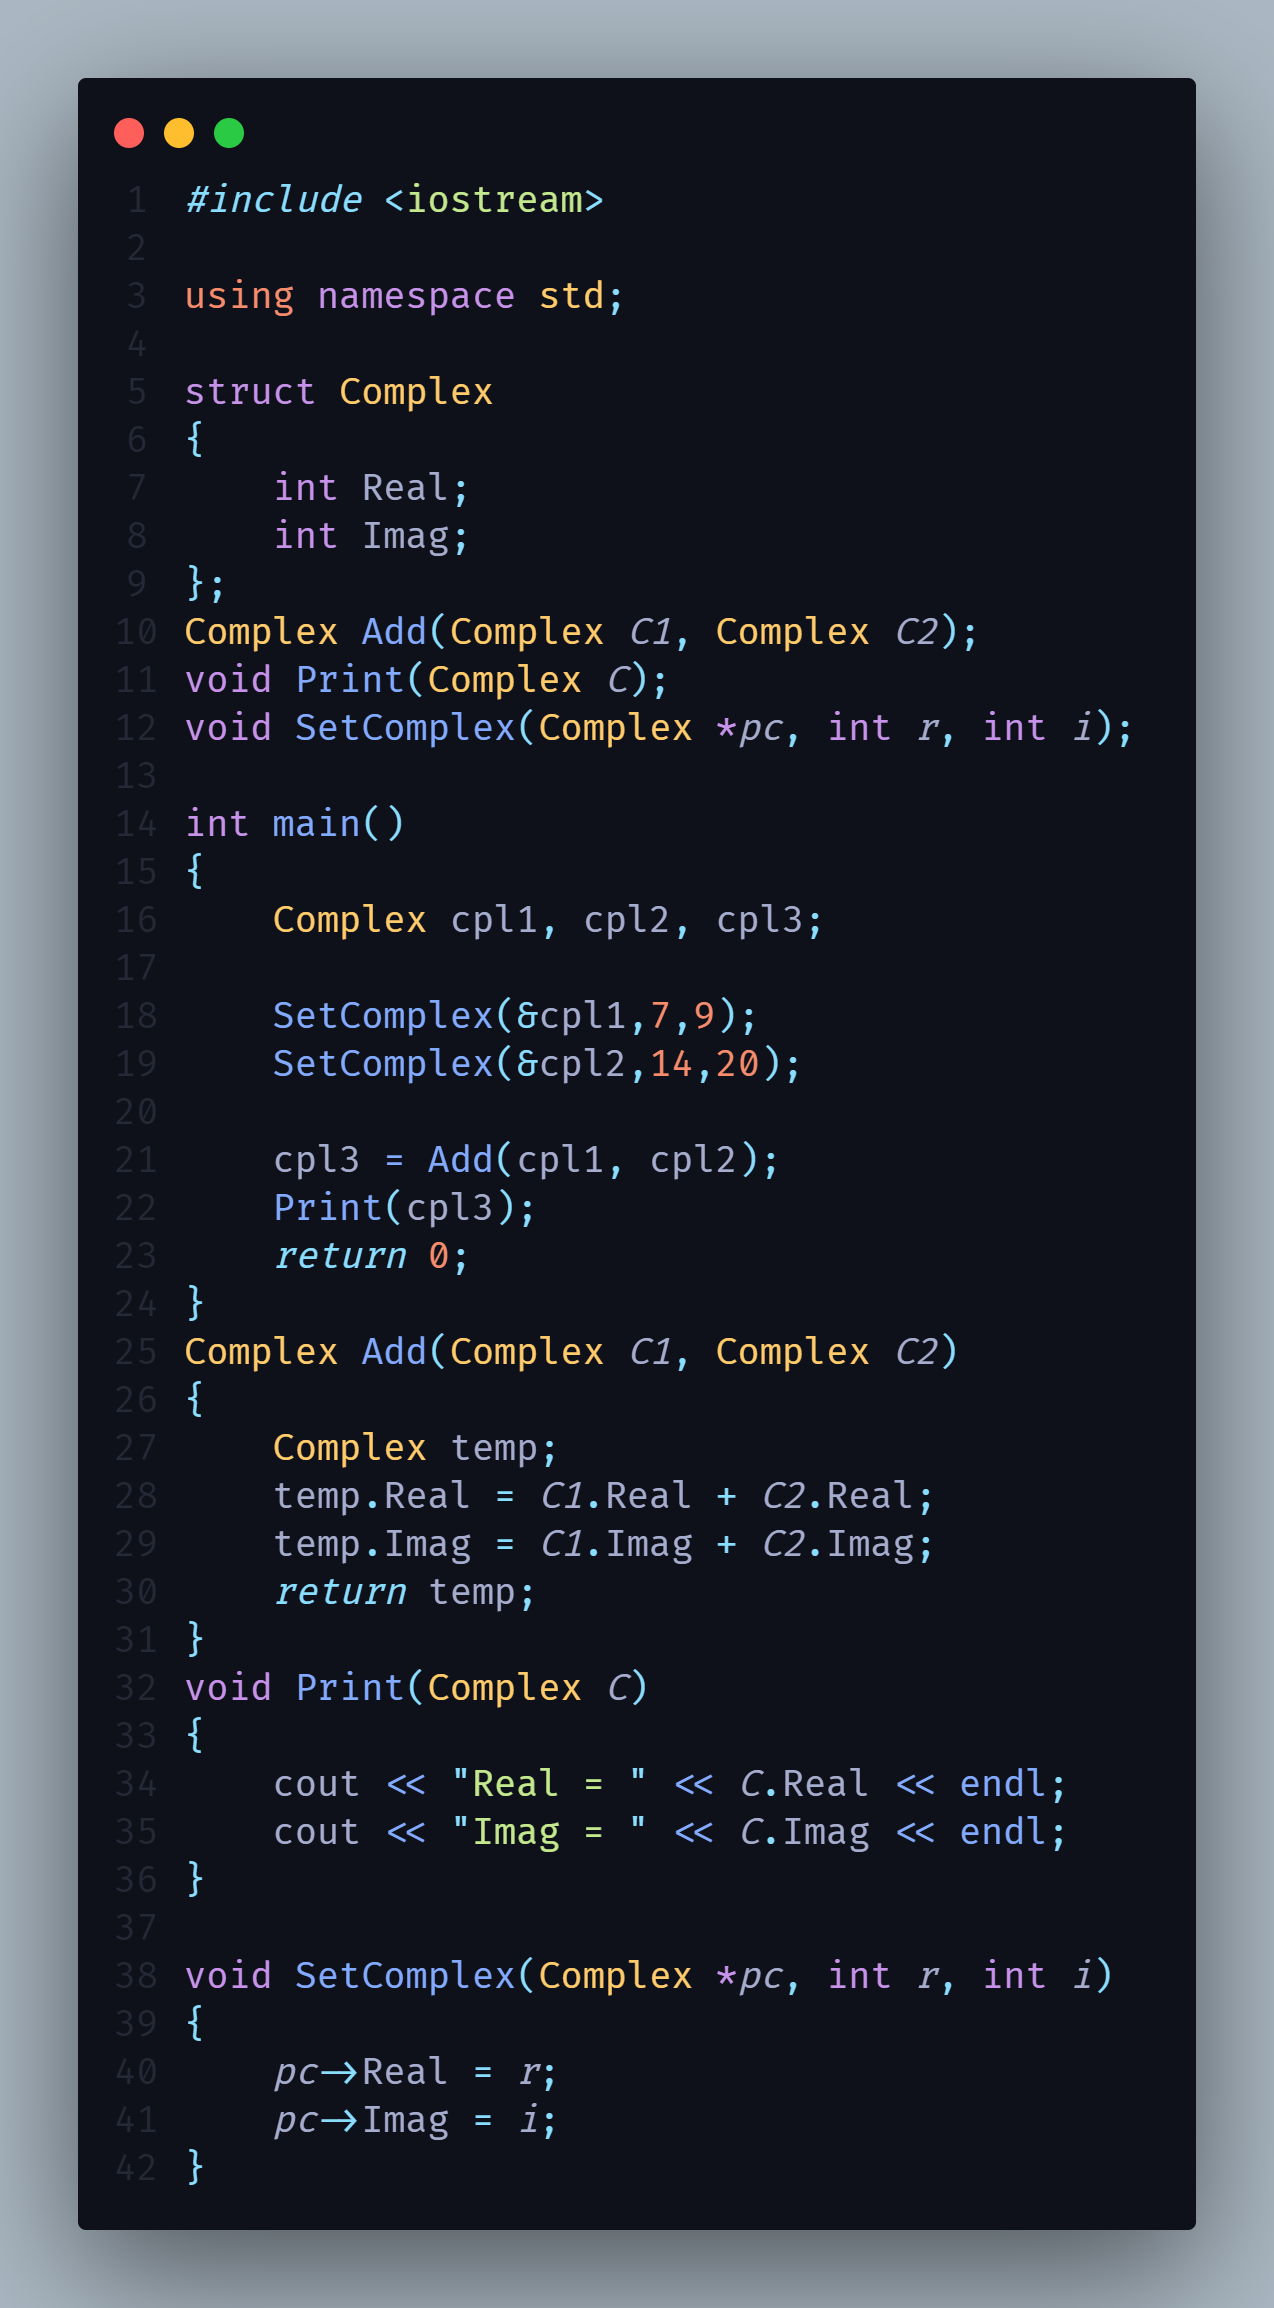 1 #include <iostream>
2
3 using namespace std;
4
5 struct Complex
6 {
7     int Real;
8     int Imag;
9 };
10 Complex Add(Complex C1, Complex C2);
11 void Print(Complex C);
12 void SetComplex(Complex *pc, int r, int i);
13
14 int main()
15 {
16     Complex cpl1, cpl2, cpl3;
17
18     SetComplex(&cpl1,7,9);
19     SetComplex(&cpl2,14,20);
20
21     cpl3 = Add(cpl1, cpl2);
22     Print(cpl3);
23     return 0;
24 }
25 Complex Add(Complex C1, Complex C2)
26 {
27     Complex temp;
28     temp.Real = C1.Real + C2.Real;
29     temp.Imag = C1.Imag + C2.Imag;
30     return temp;
31 }
32 void Print(Complex C)
33 {
34     cout << "Real = " << C.Real << endl;
35     cout << "Imag = " << C.Imag << endl;
36 }
37
38 void SetComplex(Complex *pc, int r, int i)
39 {
40     pc->Real = r;
41     pc->Imag = i;
42 }